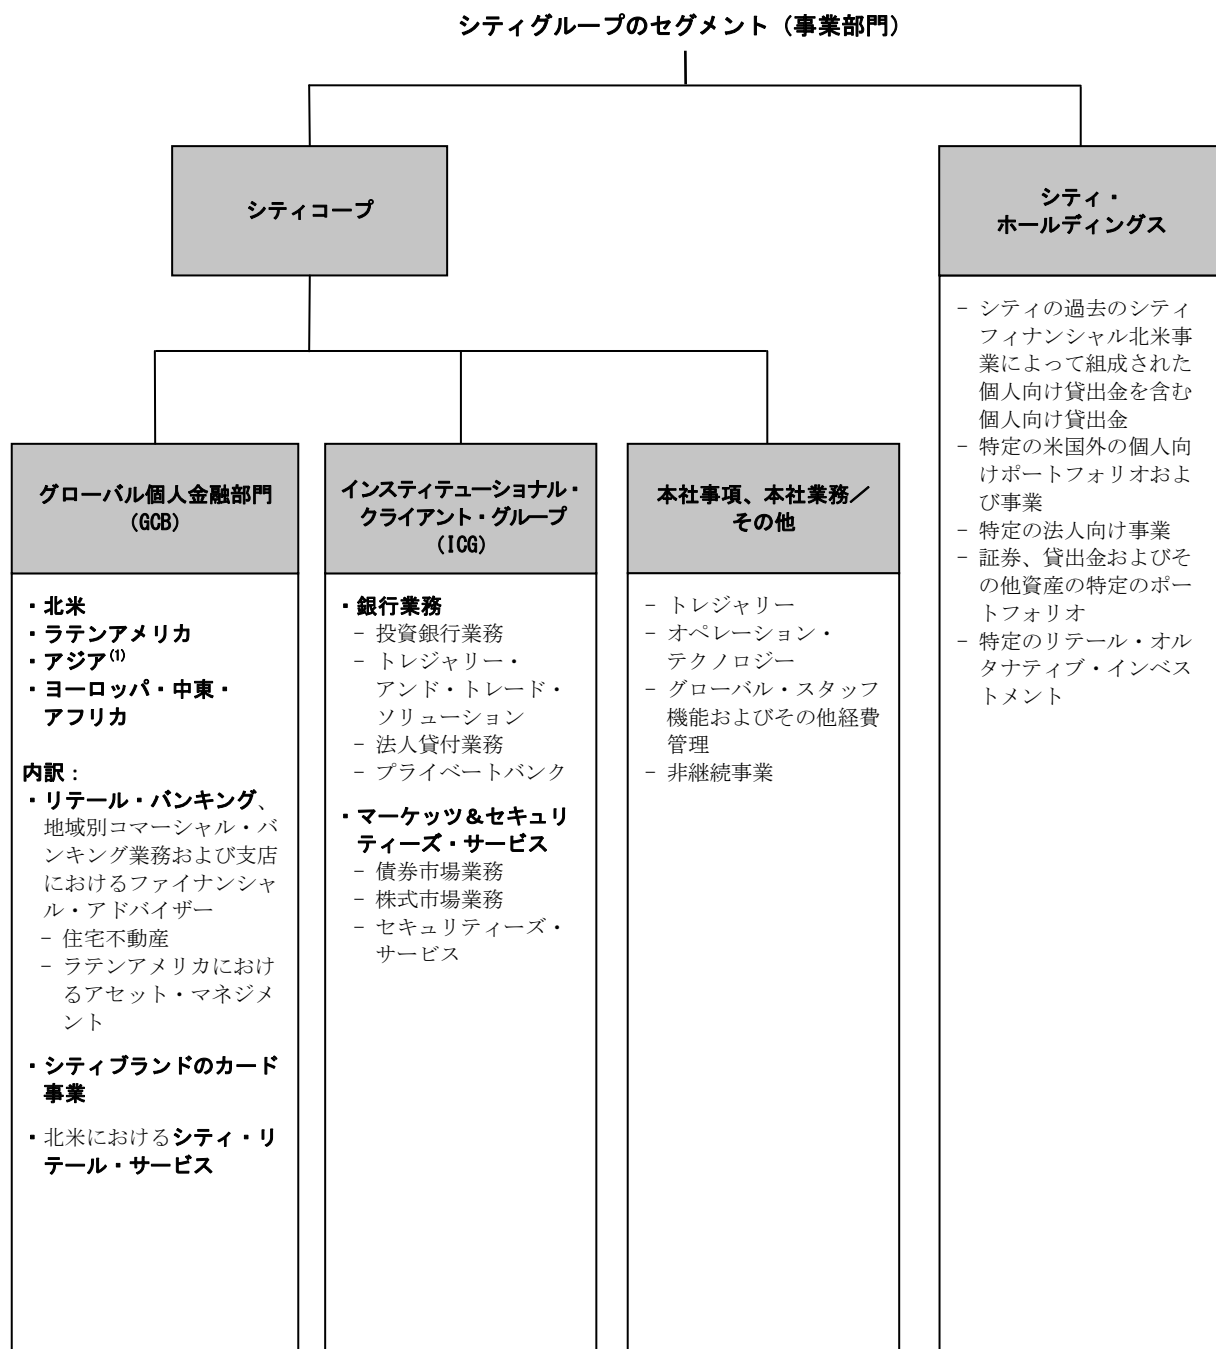 シティグループのセグメント（事業部門）
シティコープ
シティ・
ホールディングス
− シティの過去のシティ
フィナンシャル北米事
業によって組成された
個人向け貸出金を含む
個人向け貸出金
− 特定の米国外の個人向
けポートフォリオおよ
び事業
− 特定の法人向け事業
− 証券、貸出金およびそ
の他資産の特定のポー
トフォリオ
− 特定のリテール・オル
タナティブ・インベス
トメント
グローバル個人金融部門
(GCB)
・北米
・ラテンアメリカ
・アジア(1)
・ヨーロッパ・中東・
アフリカ
内訳：
・リテール・バンキング、
地域別コマーシャル・バ
ンキング業務および支店
におけるファイナンシャ
ル・アドバイザー
− 住宅不動産
− ラテンアメリカにおけ
るアセット・マネジメ
ント
・シティブランドのカード
事業
・北米におけるシティ・リ
テール・サービス
インスティテューショナル・
クライアント・グループ
(ICG)
・銀行業務
− 投資銀行業務
− トレジャリー・
アンド・トレード・
ソリューション
− 法人貸付業務
− プライベートバンク
・マーケッツ＆セキュリ
ティーズ・サービス
− 債券市場業務
− 株式市場業務
− セキュリティーズ・
サービス
本社事項、本社業務／
その他
− トレジャリー
− オペレーション・
テクノロジー
− グローバル・スタッフ
機能およびその他経費
管理
− 非継続事業